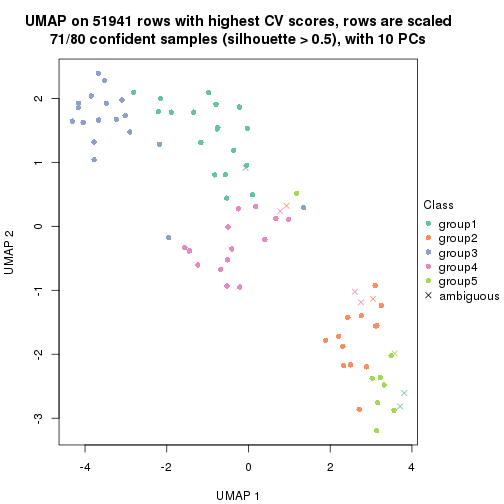 UMAP on 51941 rows with highest CV scores, rows are scaled
71/80 confident samples (silhouette > 0.5), with 10 PCs
2
1
0
-1
-2
-3
UMAP 2
-4
-2
0
2
4
UMAP 1
Class
group1
group2
group3
group4
group5
ambiguous